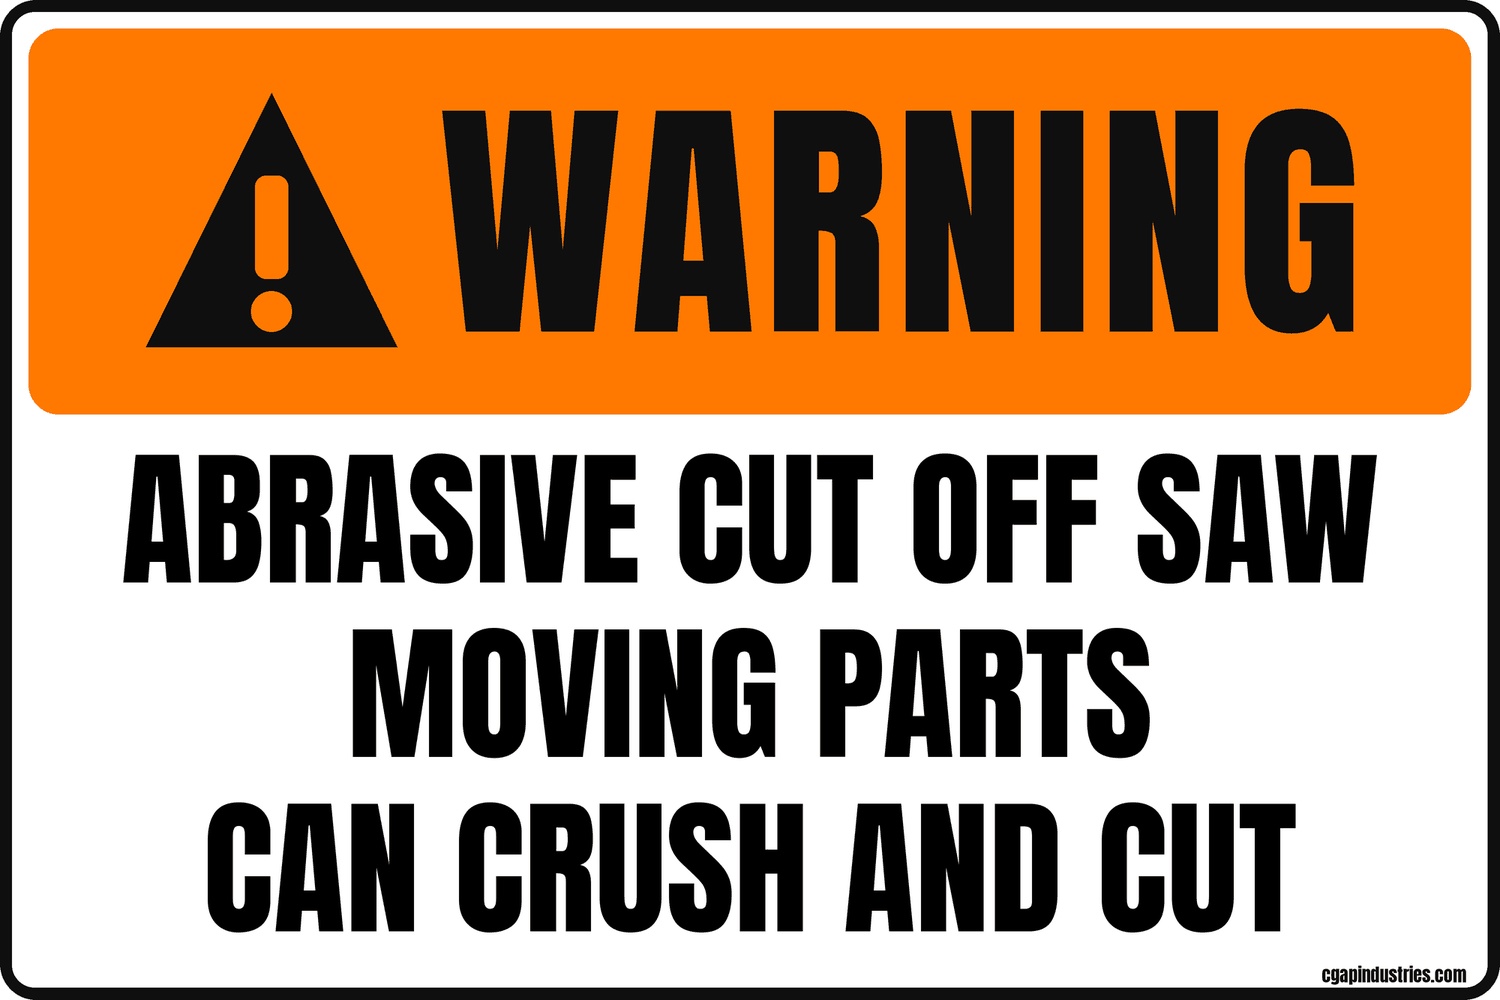 WARNING
ABRASIVE CUT OFF SAW
MOVING PARTS
CAN CRUSH AND CUT
cgapindustries.com